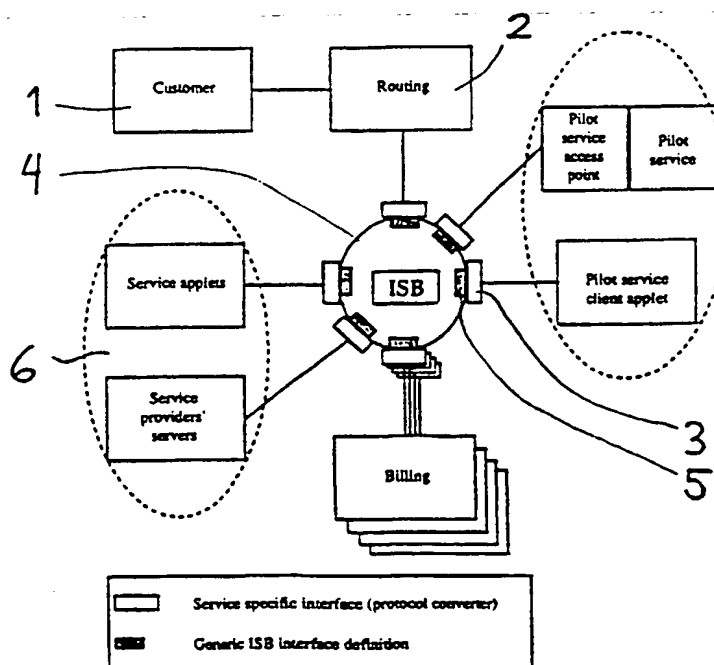 1
Customer
Routing
2
Pilot
service
access
point
Pilot
service
4
Service applets
ISB
Pilot service
client applet
6
Service
providers'
servers
3
5
Billing
Service specific interface (protocol converter)
Generic ISB interface definition